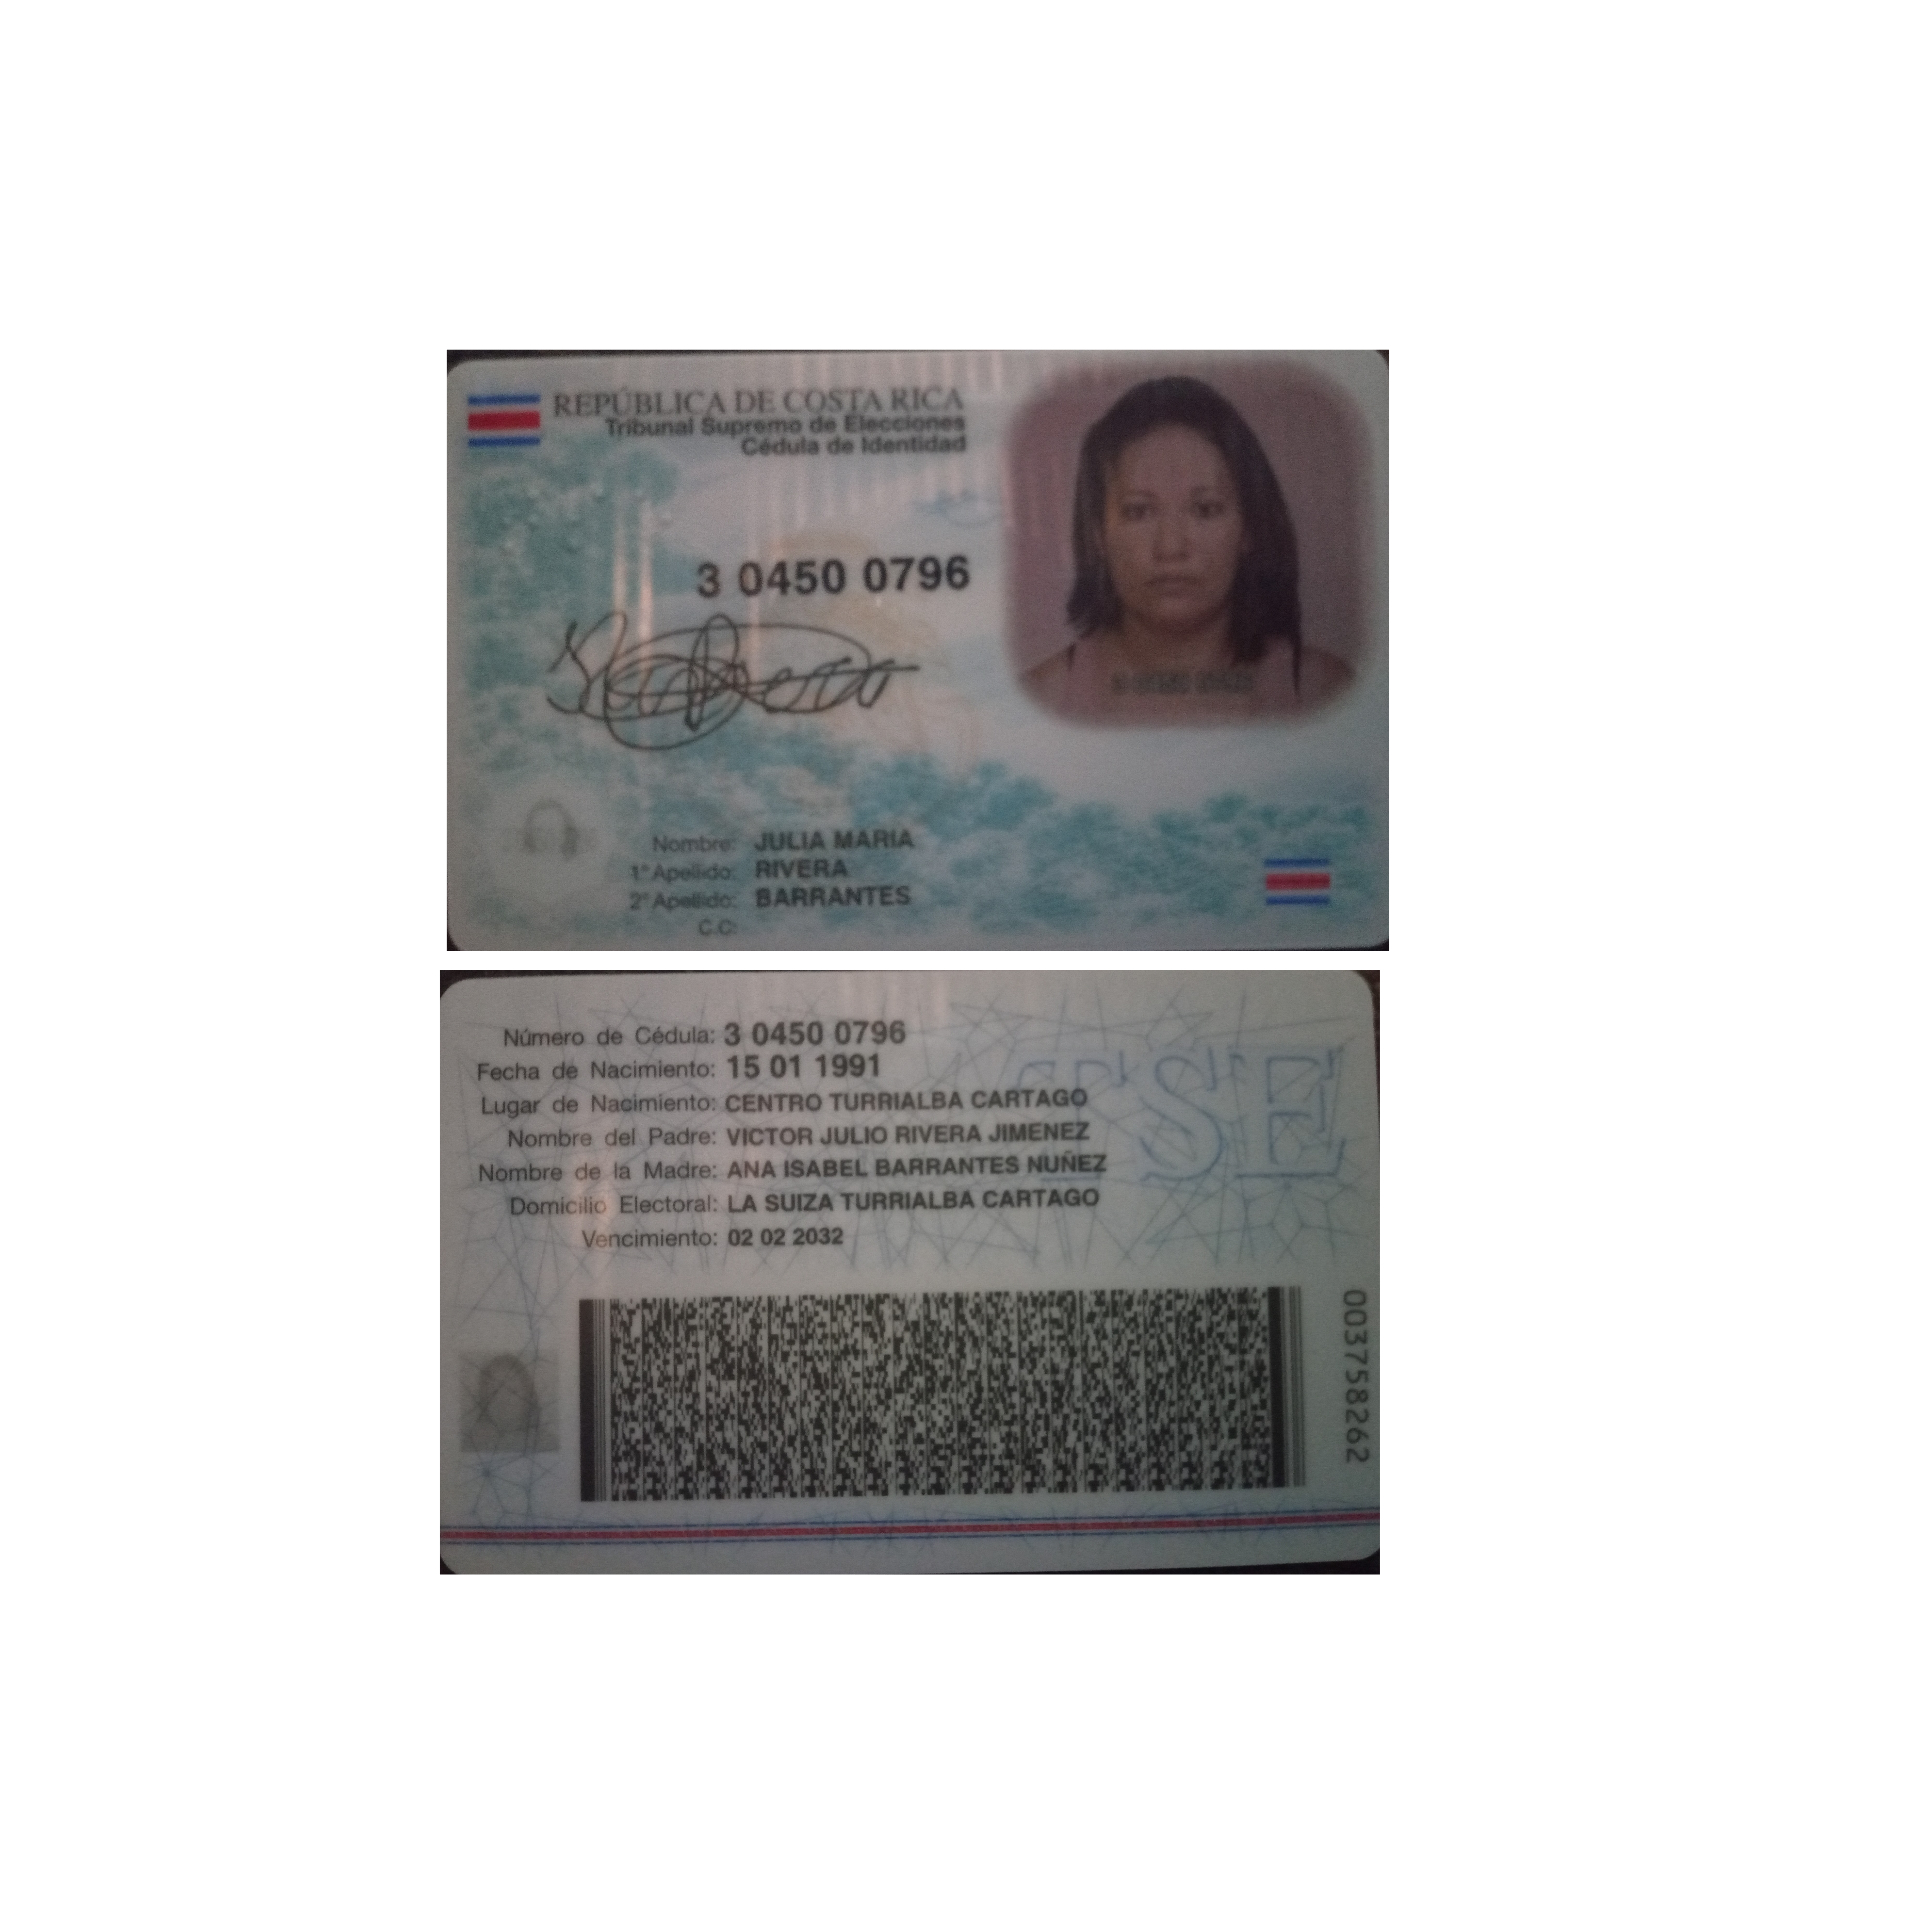 REPÚBLICA DE COSTA RICA
Tribunal Supremo de Elecciones
Cédula de Identidad
3 0450 0796
Nombre: JULIA MARIA
1° Apellido: RIVERA
2° Apellido: BARRANTES
C.C:
Número de Cédula: 3 0450 0796
Fecha de Nacimiento: 15 01 1991
Lugar de Nacimiento: CENTRO TURRIALBA CARTAGO
Nombre del Padre: VICTOR JULIO RIVERA JIMENEZ
Nombre de la Madre: ANA ISABEL BARRANTES NUÑEZ
Domicilio Electoral: LA SUIZA TURRIALBA CARTAGO
Vencimiento: 02 02 2032
TSE
003758262